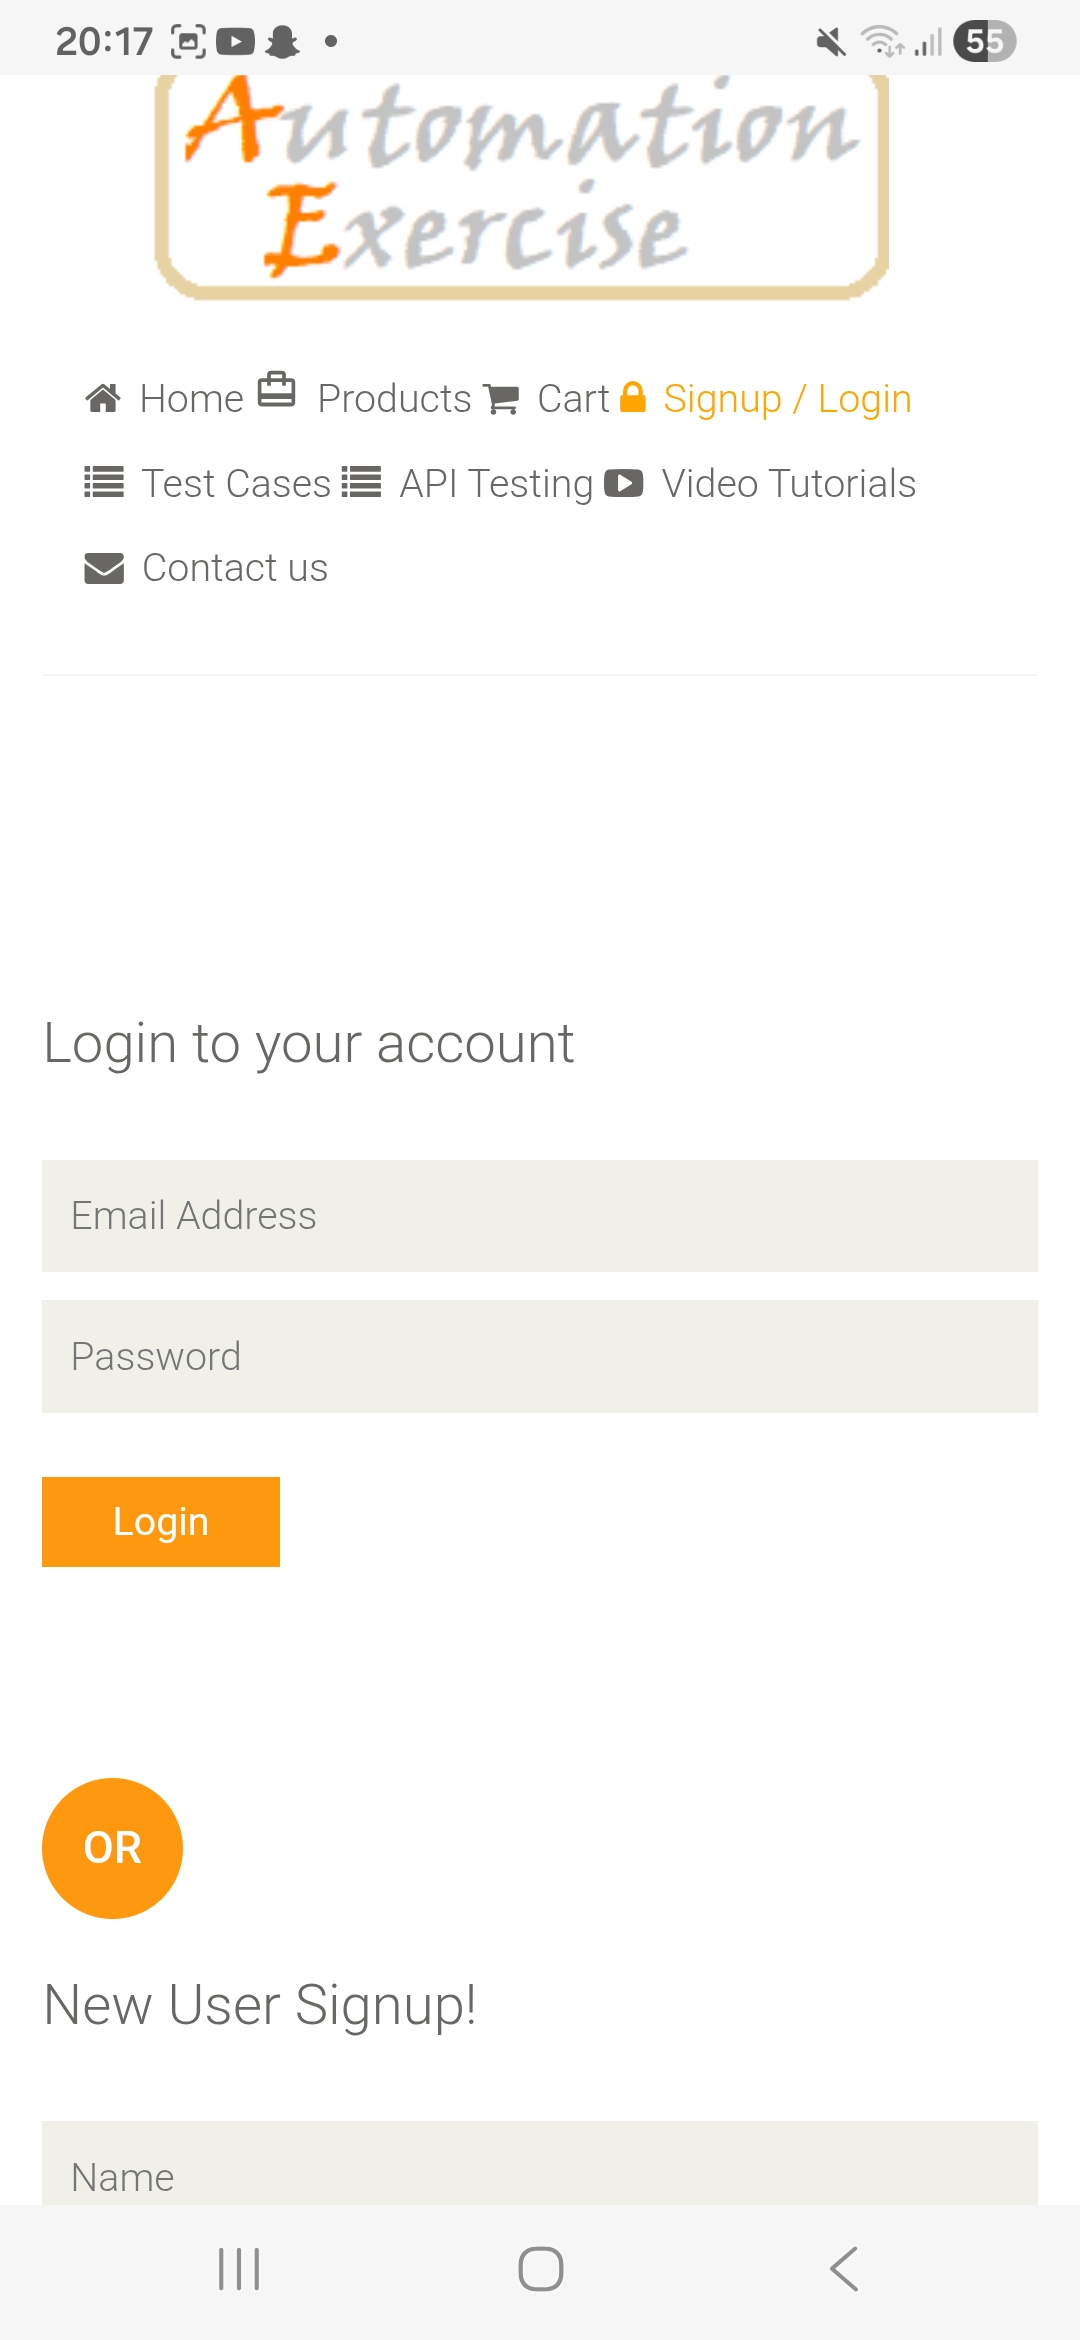 20:17
55
Automation
Exercise
Home Products Cart Signup / Login
Test Cases API Testing Video Tutorials
Contact us
Login to your account
Email Address
Password
Login
OR
New User Signup!
Name